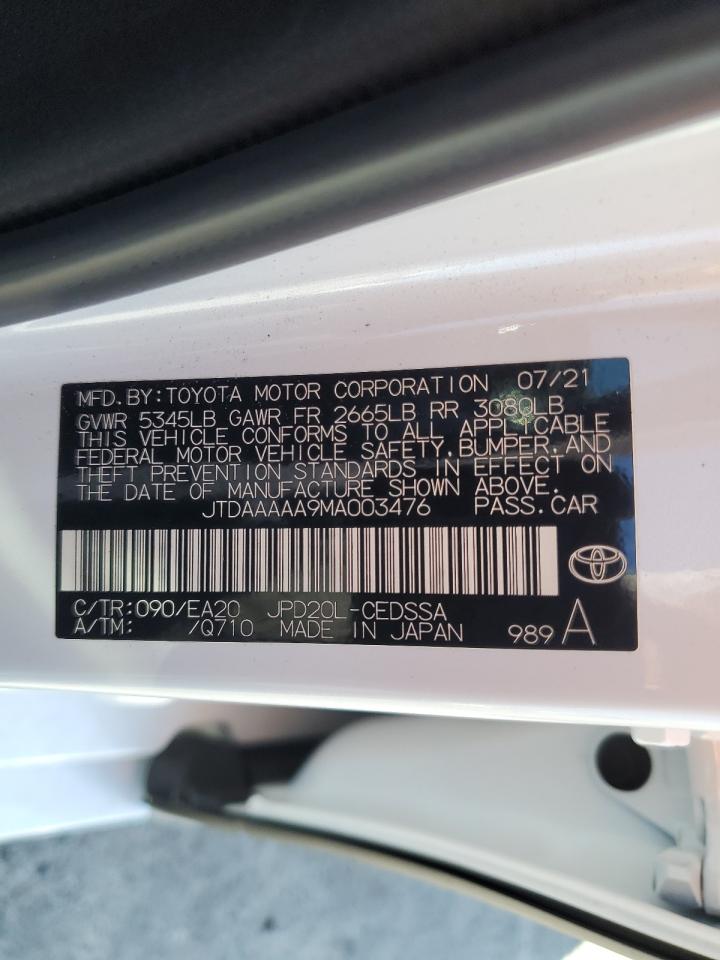 MFD.BY:TOYOTA MOTOR CORPORATION 07/21
GVWR 5345LB GAWR FR 2665LB RR 3080LB
THIS VEHICLE CONFORMS TO ALL APPLICABLE
FEDERAL MOTOR VEHICLE SAFETY,BUMPER,AND
THEFT PREVENTION STANDARDS IN EFFECT ON
THE DATE OF MANUFACTURE SHOWN ABOVE.
JTDAAAAA9MA003476 PASS.CAR
C/TR:090/EA20 JPD20L-CEDSSA
A/TM: /Q710 MADE IN JAPAN 989 A